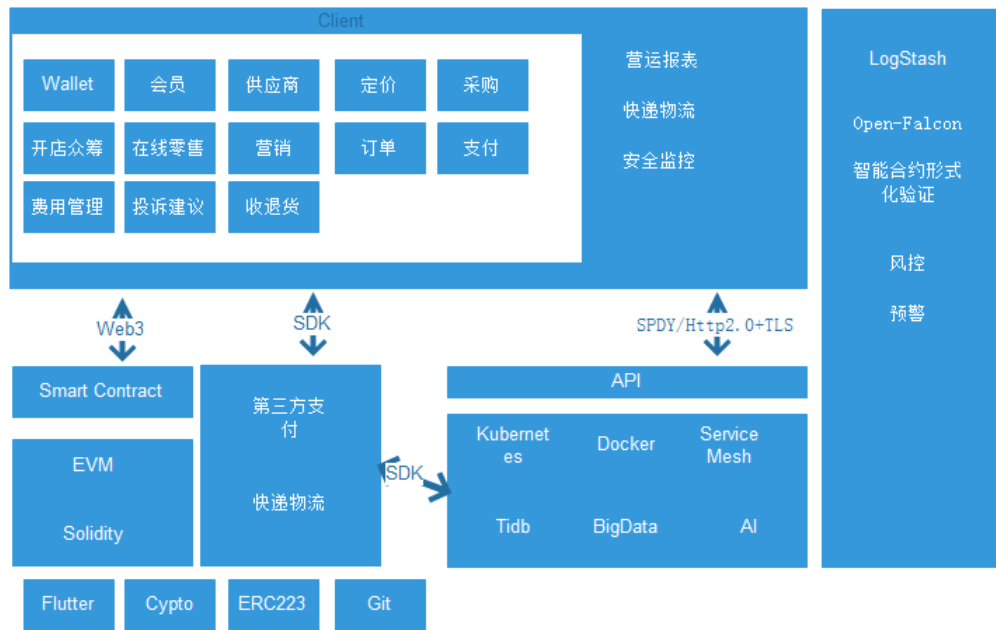 Client
Wallet
会员
供应商
定价
采购
开店众筹
在线零售
营销
订单
支付
费用管理
投诉建议
收退货
营运报表
快递物流
安全监控
LogStash
Open-Falcon
智能合约形式
化验证
风控
预警
Web3
SDK
SPDY/Http2.0+TLS
Smart Contract
EVM
Solidity
第三方支
付
快递物流
SDK
API
Kubernet
es
Docker
Service
Mesh
Tidb
BigData
AI
Flutter
Cypto
ERC223
Git